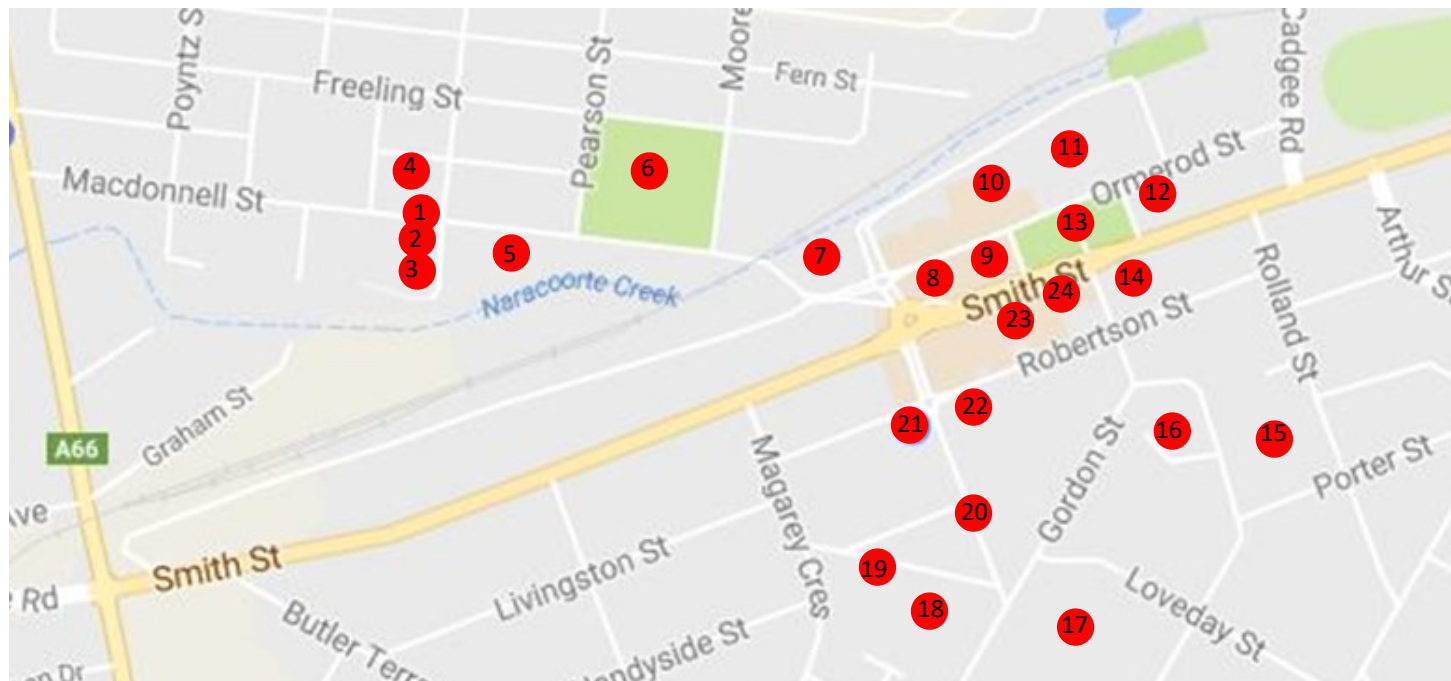 Poyntz S
Freeling St
Pearson St
Moore
Fern St
Cadgee Rd
Macdonnell St
4
1
2
3
5
6
7
Naracoorte Creek
10
11
Ormerod St
12
13
9
8
Smith St
24
14
23
Robertson St
Rolland St
Arthur S
Graham St
A66
21
22
16
15
Porter St
Magarey Cres
Gordon St
20
Ave
Smith St
Livingston St
19
18
17
Loveday St
Rd
Butler Terr
ndyside St
n Dr